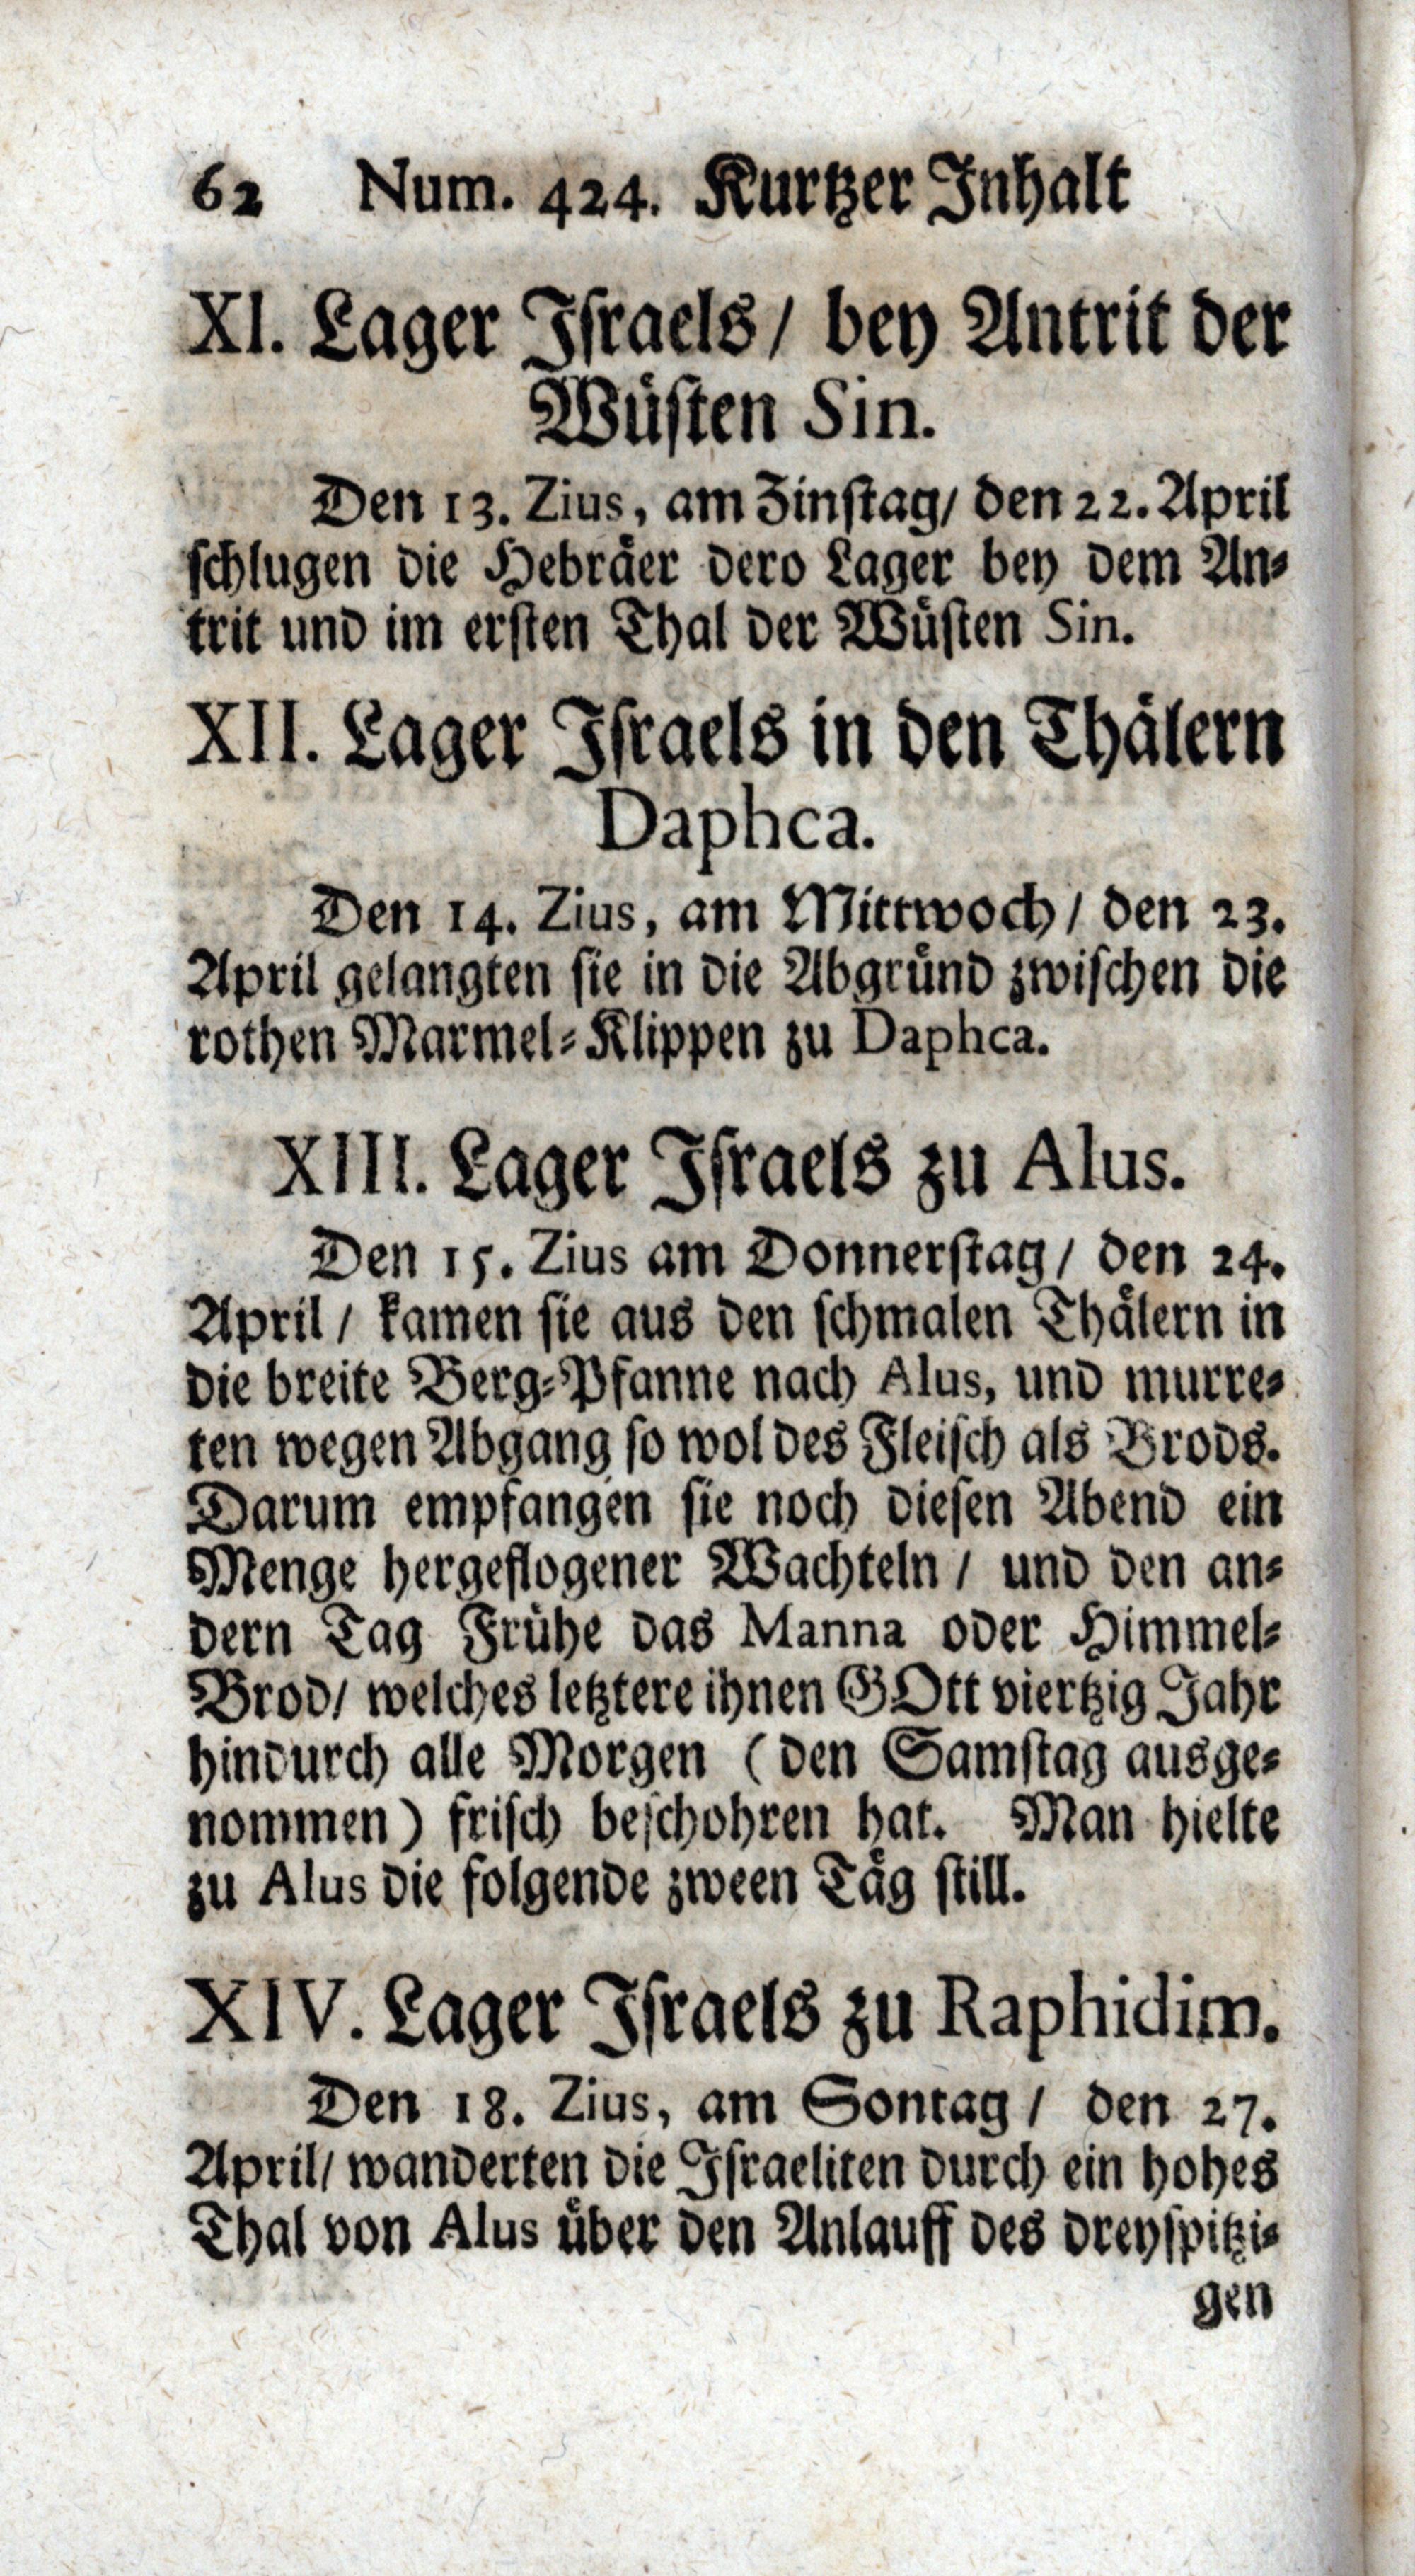 62 Num. 424. Kurtzer Inhalt
XI. Lager Iſraels/ bey Antrit der
Wüſten Sin.
Den 13. Zius, am Zinſtag/ den 22. April
ſchlugen die Hebräer dero Lager bey dem An⸗
trit und im erſten Thal der Wüſten Sin.
XII. Lager Iſraels in den Thälern
Daphca.
Den 14. Zius, am Mittwoch/ den 23.
April gelangten ſie in die Abgründ zwiſchen die
rothen Marmel⸗Klippen zu Daphca.
XIII. Lager Iſraels zu Alus.
Den 15. Zius am Donnerſtag/ den 24.
April/ kamen ſie aus den ſchmalen Thälern in
die breite Berg⸗Pfanne nach Alus, und murre⸗
ten wegen Abgang ſo wol des Fleiſch als Brods.
Darum empfangen ſie noch dieſen Abend ein
Menge hergeflogener Wachteln/ und den an⸗
dern Tag Frühe das Manna oder Himmel⸗
Brod/ welches letztere ihnen GOtt viertzig Jahr
hindurch alle Morgen (den Samſtag ausge⸗
nommen) friſch beſchohren hat. Man hielte
zu Alus die folgende zween Täg ſtill.
XIV. Lager Iſraels zu Raphidim.
Den 18. Zius, am Sontag/ den 27.
April/ wanderten die Iſraeliten durch ein hohes
Thal von Alus über den Anlauff des dreyſpitzi⸗
gen